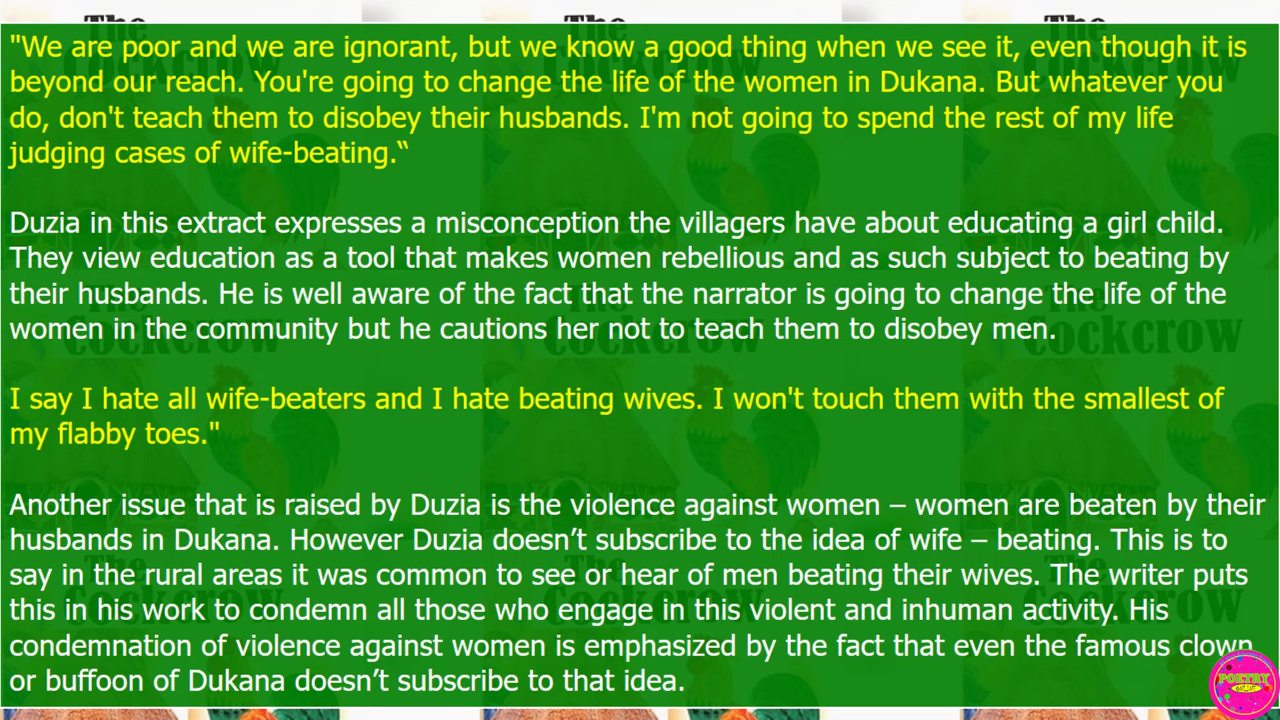 The
The
The
"We are poor and we are ignorant, but we know a good thing when we see it, even though it is
beyond our reach. You're going to change the life of the women in Dukana. But whatever you
do, don't teach them to disobey their husbands. I'm not going to spend the rest of my life
judging cases of wife-beating.“
Duzia in this extract expresses a misconception the villagers have about educating a girl child.
They view education as a tool that makes women rebellious and as such subject to beating by
their husbands. He is well aware of the fact that the narrator is going to change the life of the
women in the community but he cautions her not to teach them to disobey men.
I say I hate all wife-beaters and I hate beating wives. I won't touch them with the smallest of
my flabby toes."
Another issue that is raised by Duzia is the violence against women – women are beaten by their
husbands in Dukana. However Duzia doesn’t subscribe to the idea of wife – beating. This is to
say in the rural areas it was common to see or hear of men beating their wives. The writer puts
this in his work to condemn all those who engage in this violent and inhuman activity. His
condemnation of violence against women is emphasized by the fact that even the famous clown
or buffoon of Dukana doesn’t subscribe to that idea.
POETRY